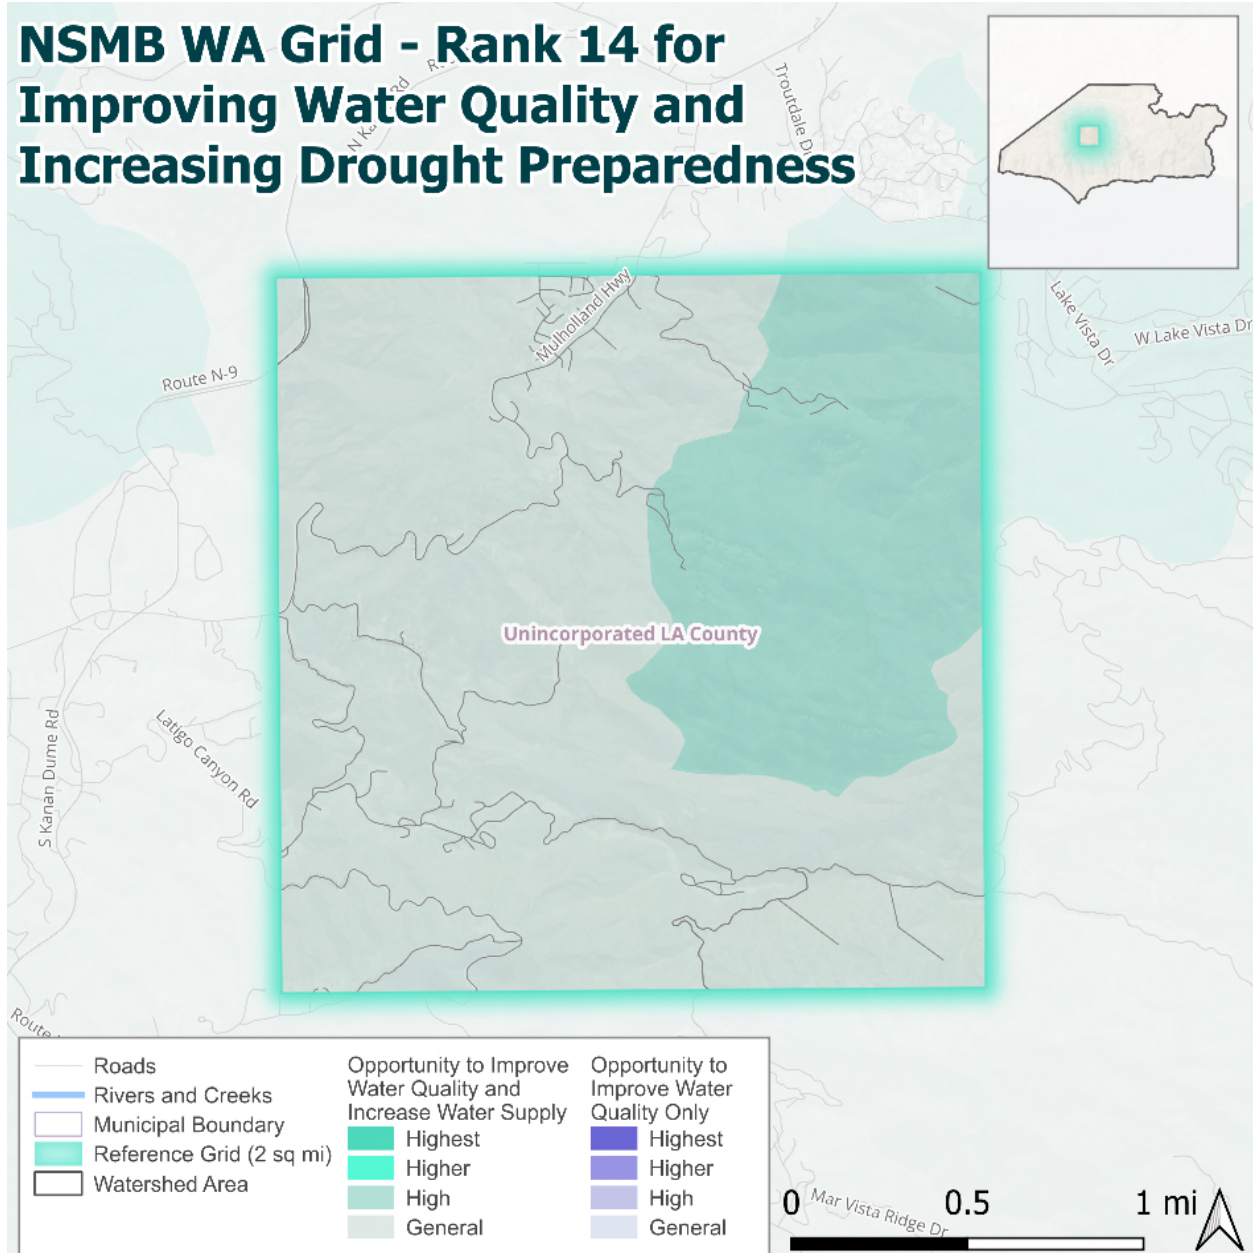 NSMB WA Grid - Rank 14 for
Improving Water Quality and
Increasing Drought Preparedness
Troutdale Dr
Mulholland Hwy
Lake Vista Dr
W Lake Vista Dr
Route N-9
Unincorporated LA County
Latigo Canyon Rd
S Kanan Dume Rd
Route
Roads
Rivers and Creeks
Municipal Boundary
Reference Grid (2 sq mi)
Watershed Area
Opportunity to Improve
Water Quality and
Increase Water Supply
Highest
Higher
High
General
Opportunity to
Improve Water
Quality Only
Highest
Higher
High
General
0 0.5 1 mi
Mar Vista Ridge Dr